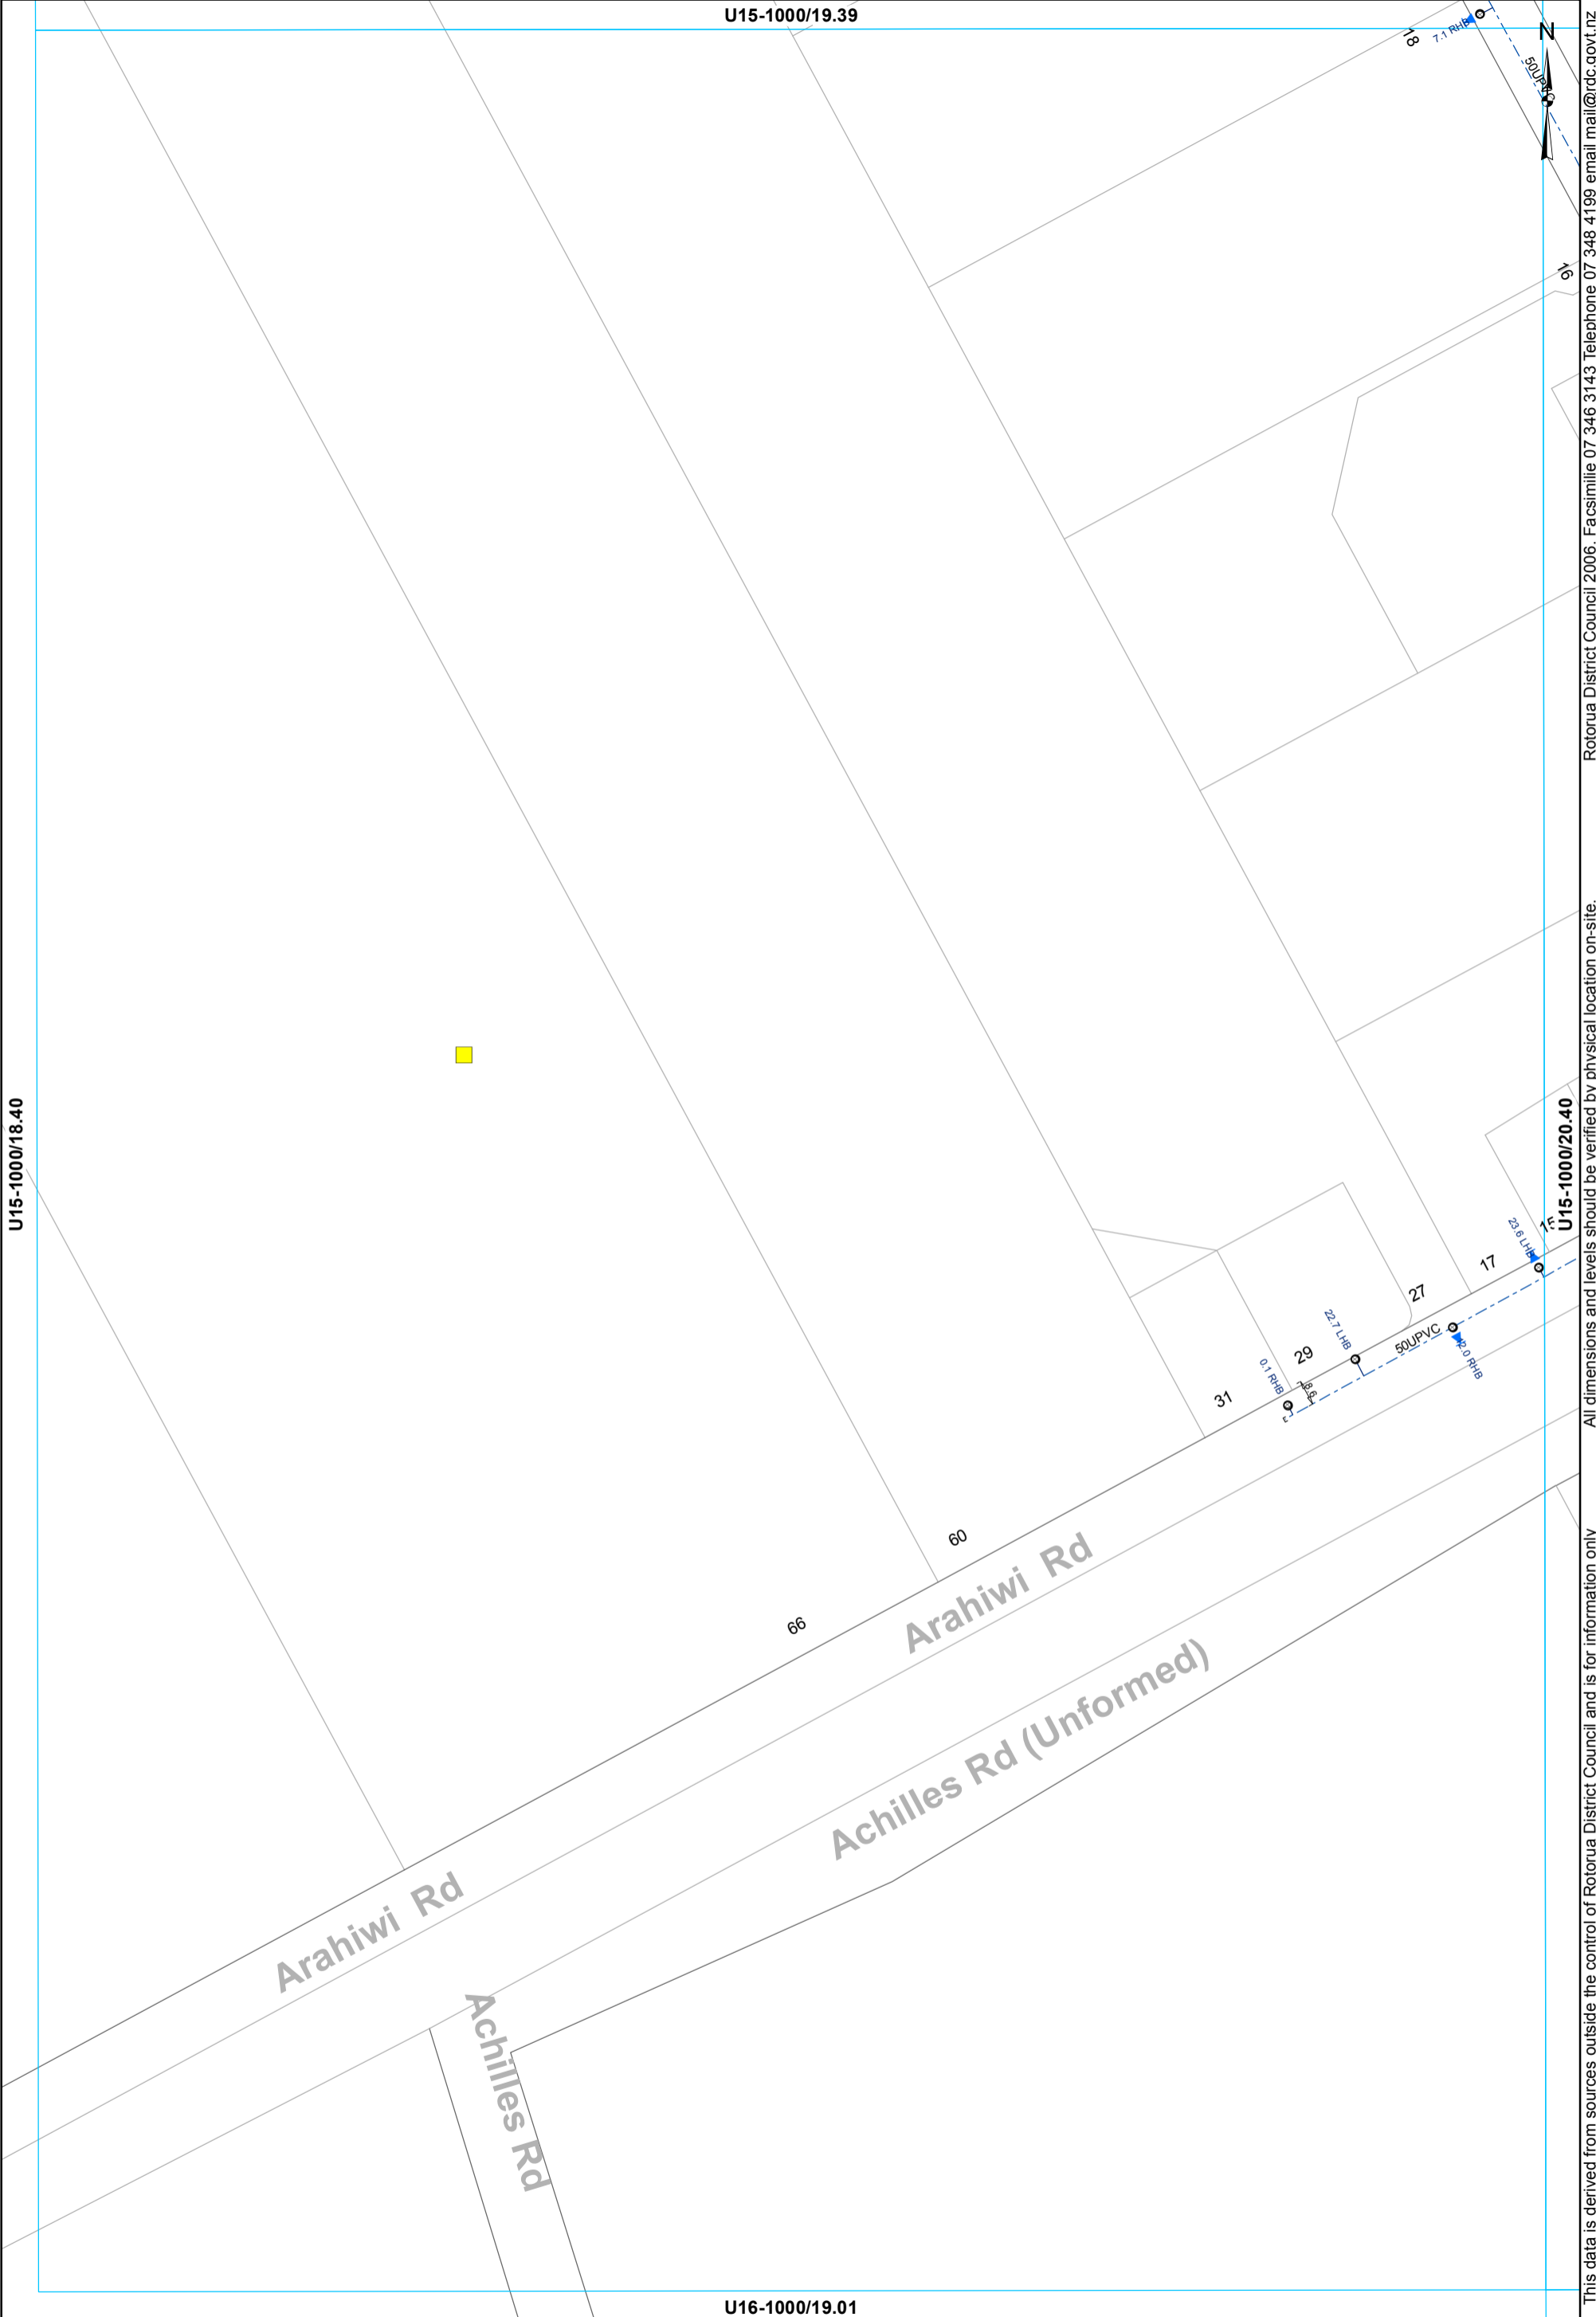 U15-1000/19.39
7.1 RHB
18
N
50UPVC
16
U15-1000/18.40
U15-1000/20.40
15
23.6 LHB
17
27
22.7 LHB
50UPVC
2.0 RHB
29
0.1 RHB
8.6
31
60
Arahiwi Rd
66
Achilles Rd (Unformed)
Arahiwi Rd
Achilles Rd
U16-1000/19.01
This data is derived from sources outside the control of Rotorua District Council and is for information only
All dimensions and levels should be verified by physical location on-site.
Rotorua District Council 2006. Facsimilie 07 346 3143 Telephone 07 348 4199 email mail@rdc.govt.nz